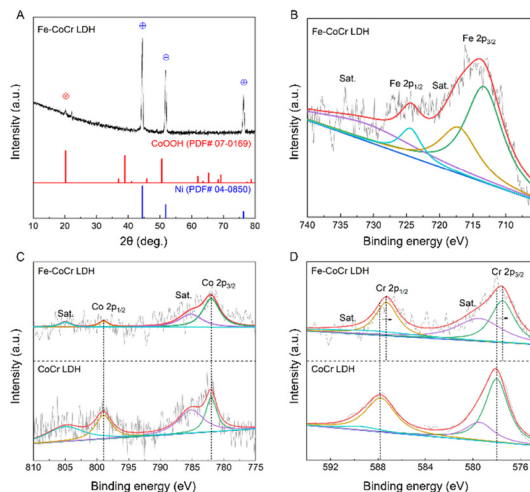 A
Fe-CoCr LDH
CoOOH (PDF# 07-0169)
Ni (PDF# 04-0850)
Intensity (a.u.)
10 20 30 40 50 60 70 80
2θ (deg.)
B
Fe-CoCr LDH
Fe 2p3/2
Sat. Fe 2p1/2 Sat.
Intensity (a.u.)
740 735 730 725 720 715 710
Binding energy (eV)
C
Fe-CoCr LDH
Co 2p3/2
Sat. Co 2p1/2 Sat.
CoCr LDH
Intensity (a.u.)
810 805 800 795 790 785 780 775
Binding energy (eV)
D
Fe-CoCr LDH
Cr 2p1/2 Cr 2p3/2
Sat. Sat.
CoCr LDH
Intensity (a.u.)
592 588 584 580 576
Binding energy (eV)